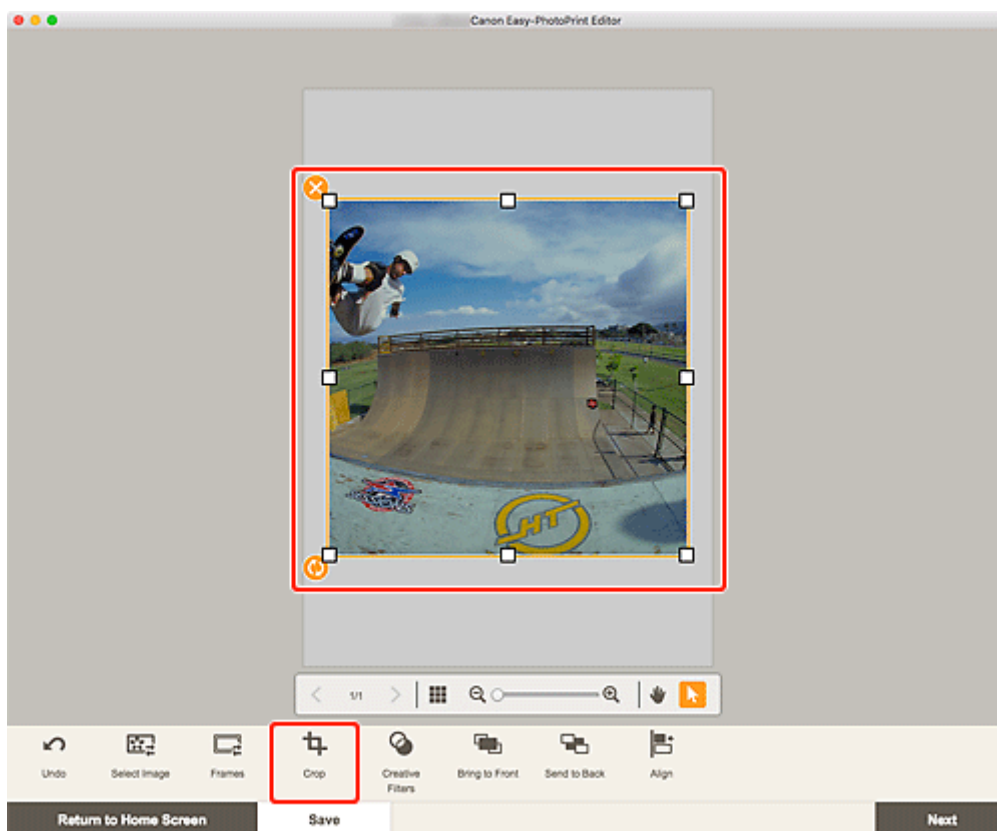 Canon Easy-PhotoPrint Editor
HT
1/1
Undo
Select Image
Frames
Crop
Creative
Filters
Bring to Front
Send to Back
Align
Return to Home Screen
Save
Next